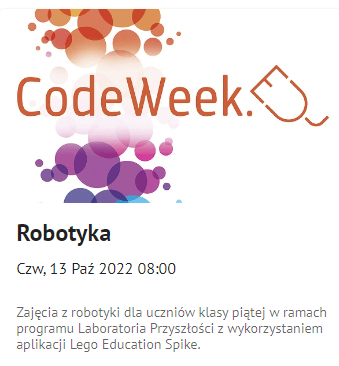 CodeWeek.
Robotyka
Czw, 13 Paź 2022 08:00
Zajęcia z robotyki dla uczniów klasy piątej w ramach
programu Laboratoria Przyszłości z wykorzystaniem
aplikacji Lego Education Spike.